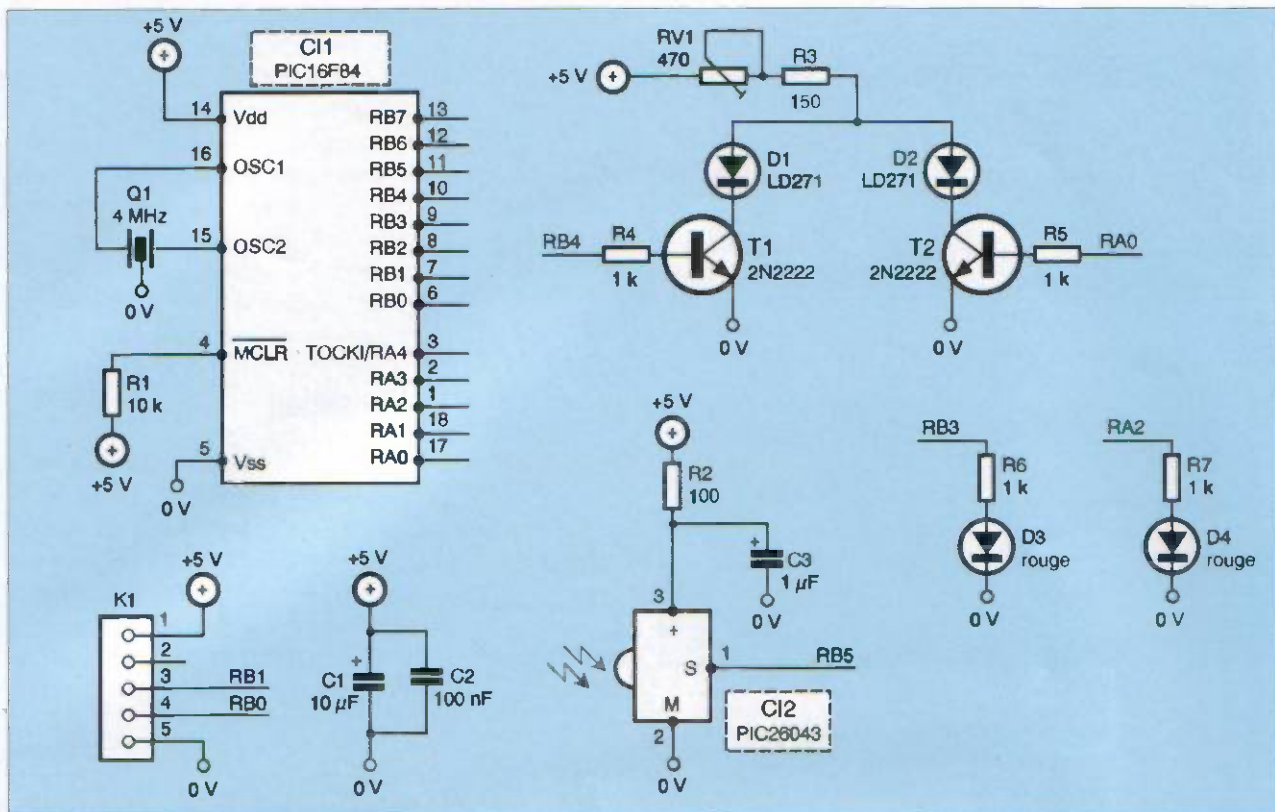 +5 V
CI1
PIC16F84
14
Vdd
RB7
13
RB6
12
16
OSC1
RB5
11
RB4
10
Q1
4 MHz
RB3
9
15
OSC2
RB2
8
RB1
7
0 V
RB0
6
4
MCLR
TOCKI/RA4
3
RA3
2
R1
10 k
RA2
1
RA1
18
5
Vss
RA0
17
+5 V
0 V
RV1
470
R3
+5 V
150
D1
LD271
D2
LD271
RB4
R4
1 k
T1
2N2222
T2
2N2222
R5
1 k
RA0
0 V
0 V
+5 V
K1
1
2
3
RB1
4
RB0
5
0 V
+5 V
C1
10 µF
C2
100 nF
0 V
+5 V
R2
100
C3
1 µF
0 V
3
+
S
1
RB5
M
2
CI2
PIC26043
0 V
RB3
R6
1 k
D3
rouge
0 V
RA2
R7
1 k
D4
rouge
0 V